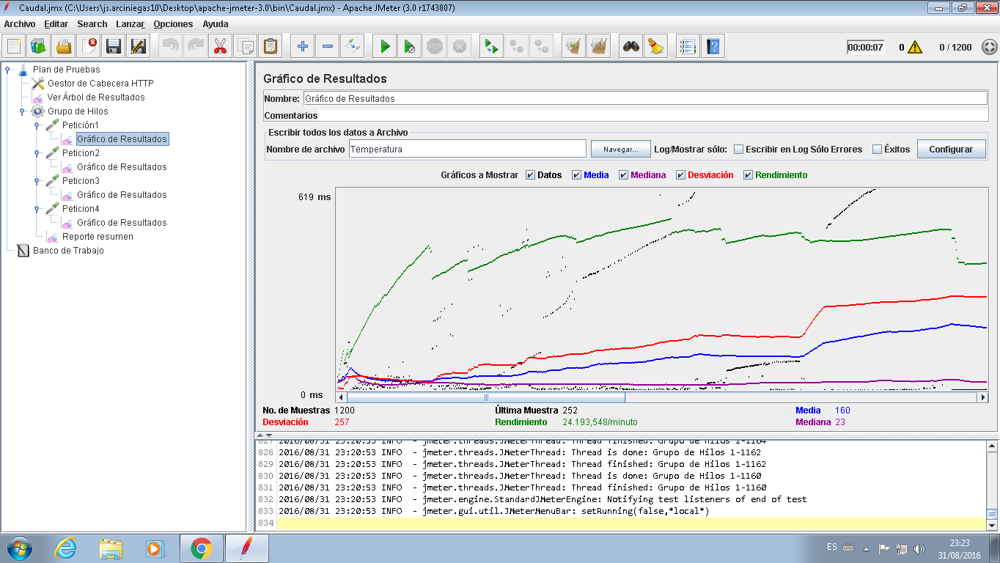 Caudal.jmx (C:\Users\js.arciniegas10\Desktop\apache-jmeter-3.0\bin\Caudal.jmx) - Apache JMeter (3.0 r1743807)
Archivo Editar Search Lanzar Opciones Ayuda
00:00:07 0 0 / 1200
Plan de Pruebas
Gestor de Cabecera HTTP
Ver Árbol de Resultados
Grupo de Hilos
Petición1
Gráfico de Resultados
Peticion2
Gráfico de Resultados
Peticion3
Gráfico de Resultados
Peticion4
Gráfico de Resultados
Reporte resumen
Banco de Trabajo
Gráfico de Resultados
Nombre: Gráfico de Resultados
Comentarios
Escribir todos los datos a Archivo
Nombre de archivo Temperatura Navegar... Log/Mostrar sólo: Escribir en Log Sólo Errores Éxitos Configurar
Gráficos a Mostrar Datos Media Mediana Desviación Rendimiento
619 ms
0 ms
No. de Muestras 1200 Última Muestra 252 Media 160
Desviación 257 Rendimiento 24.193,548/minuto Mediana 23
827 2016/08/31 23:20:53 INFO - jmeter.threads.JMeterThread: Thread finished: Grupo de Hilos 1-1164
828 2016/08/31 23:20:53 INFO - jmeter.threads.JMeterThread: Thread is done: Grupo de Hilos 1-1162
829 2016/08/31 23:20:53 INFO - jmeter.threads.JMeterThread: Thread finished: Grupo de Hilos 1-1162
830 2016/08/31 23:20:53 INFO - jmeter.threads.JMeterThread: Thread is done: Grupo de Hilos 1-1160
831 2016/08/31 23:20:53 INFO - jmeter.threads.JMeterThread: Thread finished: Grupo de Hilos 1-1160
832 2016/08/31 23:20:53 INFO - jmeter.engine.StandardJMeterEngine: Notifying test listeners of end of test
833 2016/08/31 23:20:53 INFO - jmeter.gui.util.JMeterMenuBar: setRunning(false,*local*)
834
ES 23:23
31/08/2016